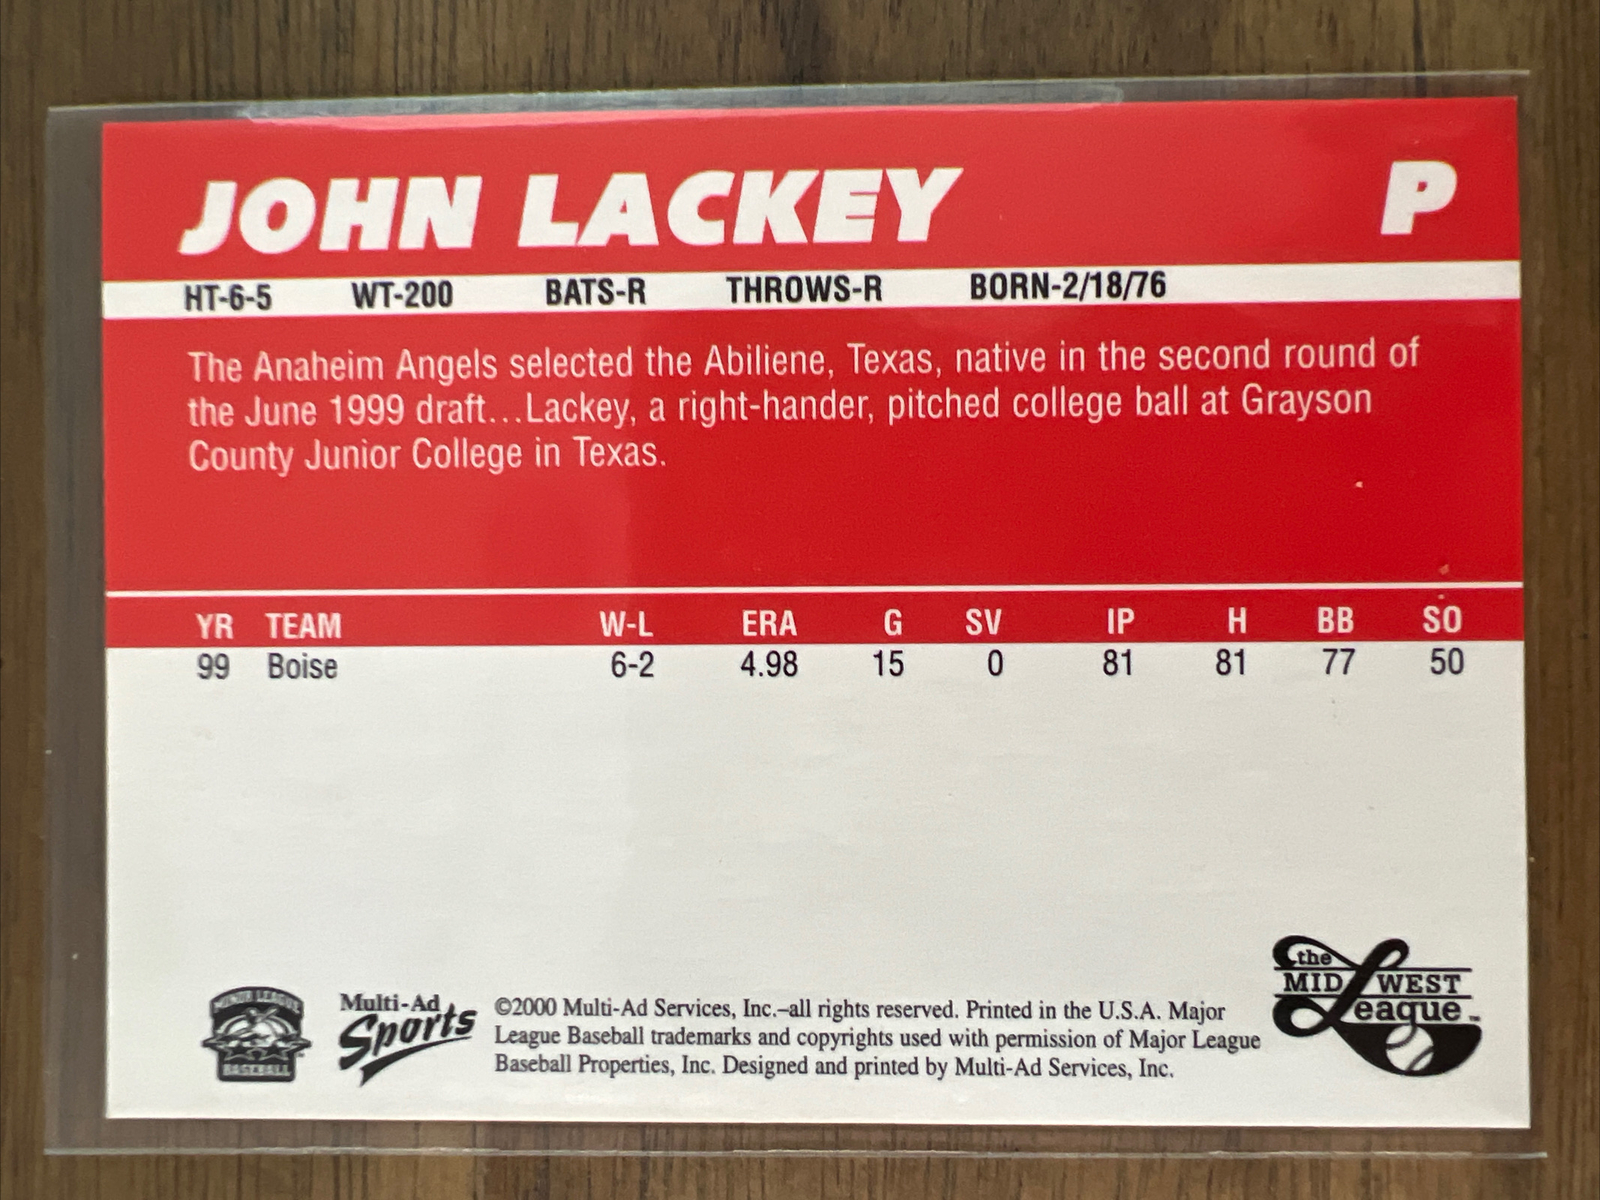 JOHN LACKEY P
HT-6-5 WT-200 BATS-R THROWS-R BORN-2/18/76
The Anaheim Angels selected the Abiliene, Texas, native in the second round of
the June 1999 draft...Lackey, a right-hander, pitched college ball at Grayson
County Junior College in Texas.
YR TEAM W-L ERA G SV IP H BB SO
99 Boise 6-2 4.98 15 0 81 81 77 50
MINOR LEAGUE
BASEBALL
Multi-Ad
Sports
©2000 Multi-Ad Services, Inc.–all rights reserved. Printed in the U.S.A. Major
League Baseball trademarks and copyrights used with permission of Major League
Baseball Properties, Inc. Designed and printed by Multi-Ad Services, Inc.
the
MIDWEST
League ™